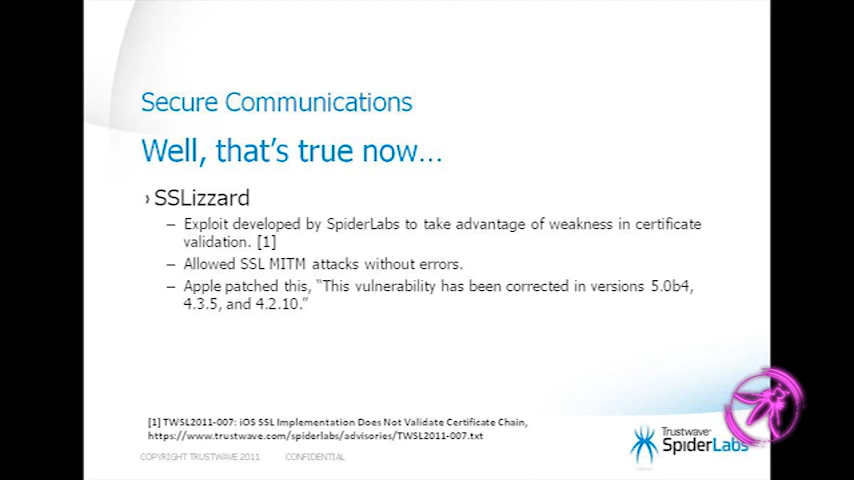 Secure Communications
Well, that's true now...
› SSLizzard
– Exploit developed by SpiderLabs to take advantage of weakness in certificate
validation. [1]
– Allowed SSL MITM attacks without errors.
– Apple patched this, “This vulnerability has been corrected in versions 5.0b4,
4.3.5, and 4.2.10.”
[1] TWSL2011-007: iOS SSL Implementation Does Not Validate Certificate Chain,
https://www.trustwave.com/spiderlabs/advisories/TWSL2011-007.txt
COPYRIGHT TRUSTWAVE 2011 CONFIDENTIAL
Trustwave®
SpiderLabs